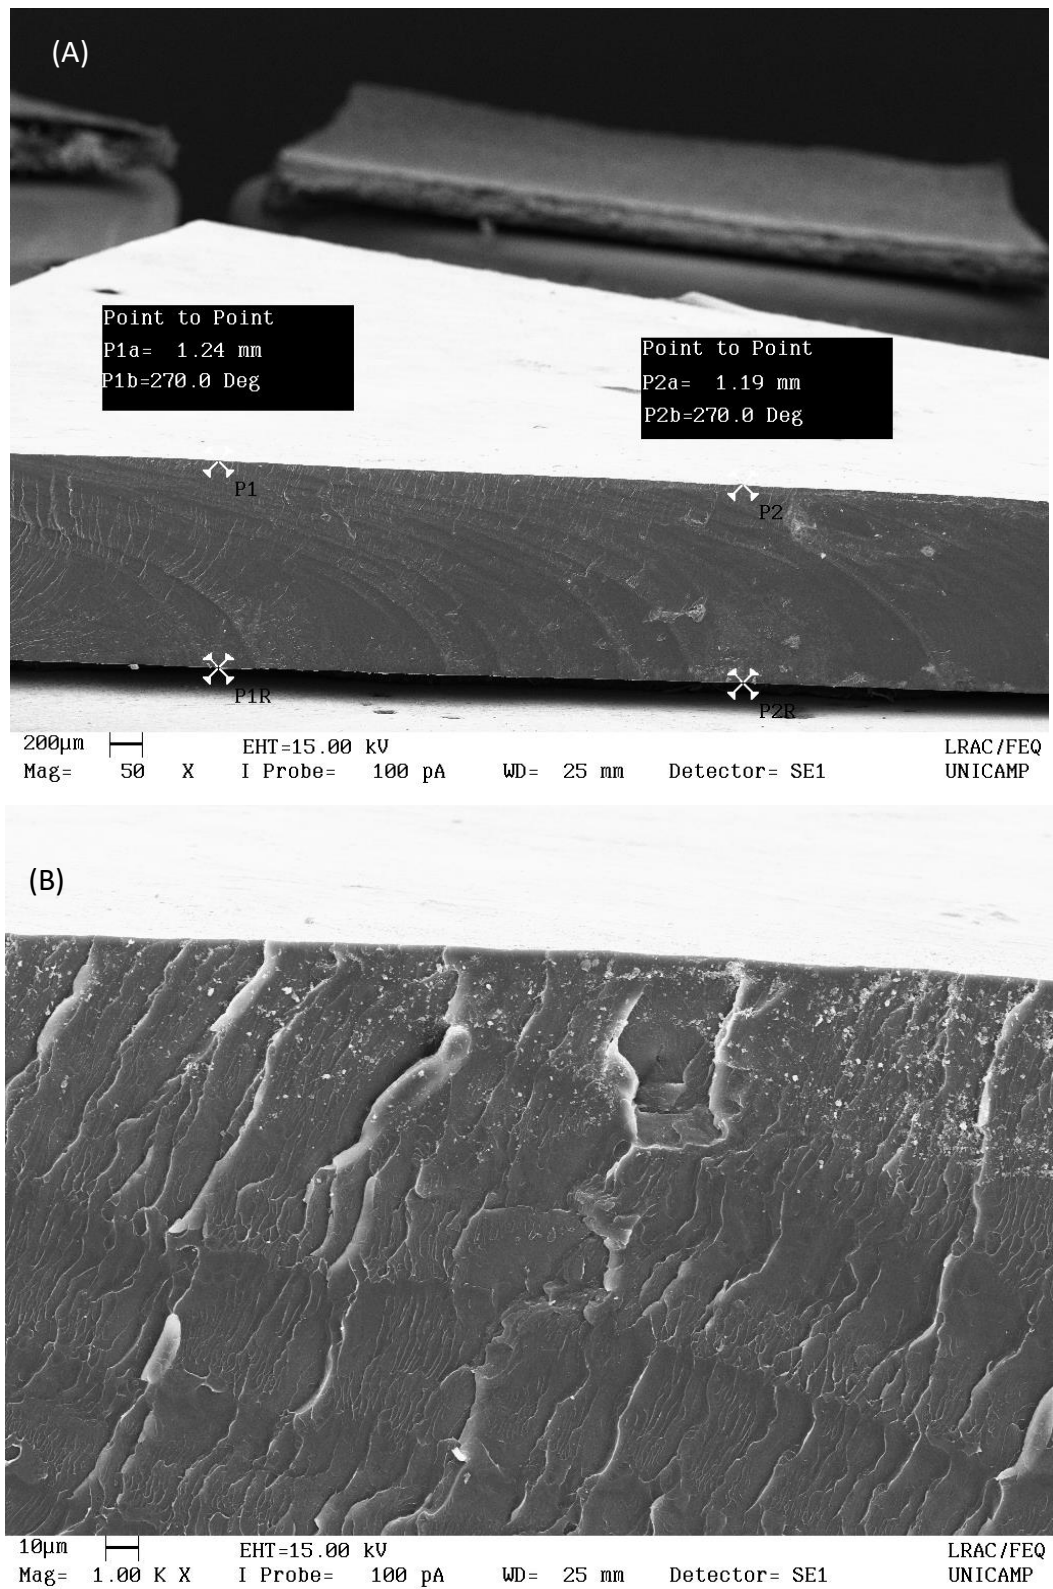 (A)
Point to Point
P1a= 1.24 mm
P1b=270.0 Deg
Point to Point
P2a= 1.19 mm
P2b=270.0 Deg
P1
P2
P1R
P2R
200µm EHT=15.00 kV LRAC/FEQ
Mag= 50 X I Probe= 100 pA WD= 25 mm Detector= SE1 UNICAMP
(B)
10µm EHT=15.00 kV LRAC/FEQ
Mag= 1.00 K X I Probe= 100 pA WD= 25 mm Detector= SE1 UNICAMP